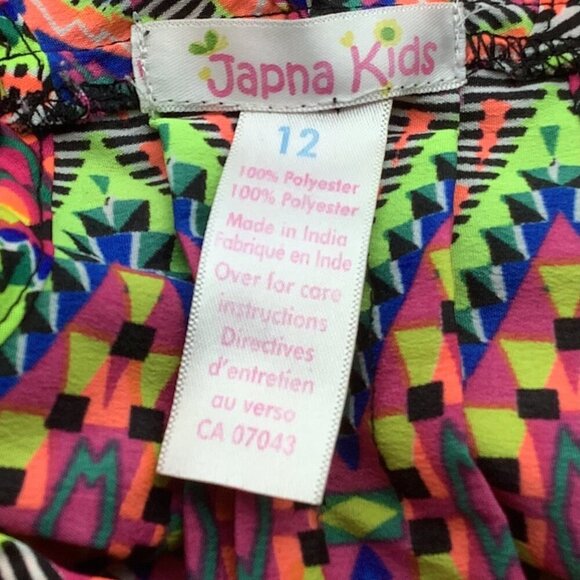 Japna Kids
12
100% Polyester
100% Polyester
Made in India
Fabriqué en Inde
Over for care
instructions
Directives
d'entretien
au verso
CA 07043